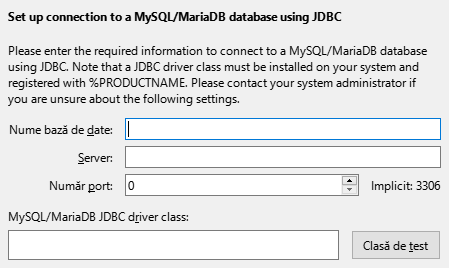 Set up connection to a MySQL/MariaDB database using JDBC
Please enter the required information to connect to a MySQL/MariaDB database
using JDBC. Note that a JDBC driver class must be installed on your system and
registered with %PRODUCTNAME. Please contact your system administrator if
you are unsure about the following settings.
Nume bază de date:
Server:
Număr port: 0 Implicit: 3306
MySQL/MariaDB JDBC driver class:
Clasă de test